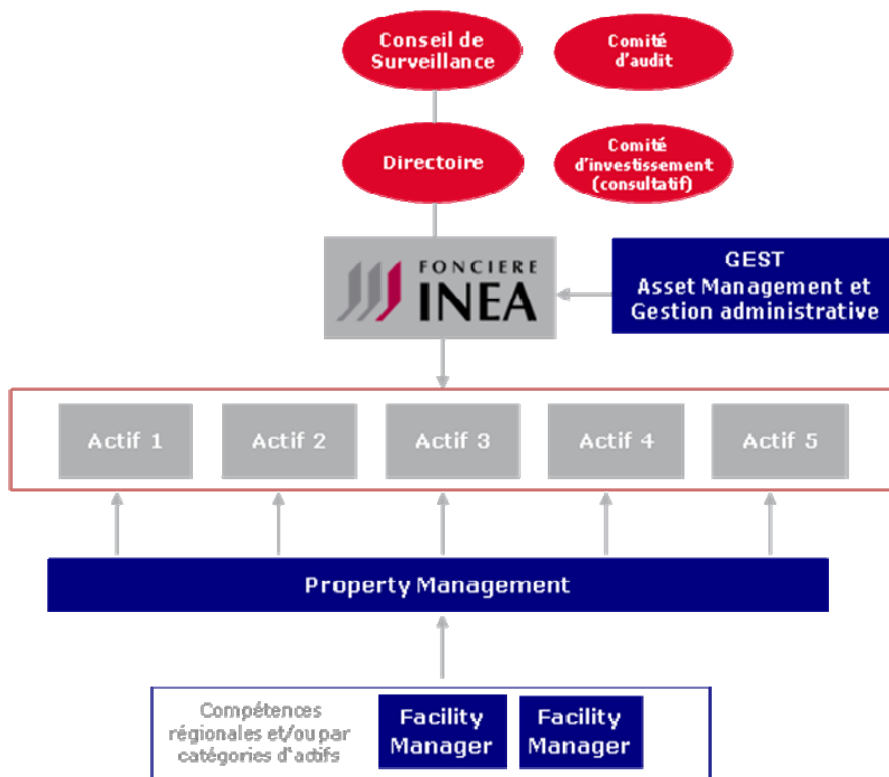 Conseil de
Surveillance
Comité
d'audit
Directoire
Comité
d'investissement
(consultatif)
FONCIERE
INEA
GEST
Asset Management et
Gestion administrative
Actif 1
Actif 2
Actif 3
Actif 4
Actif 5
Property Management
Compétences
régionales et/ou par
catégories d'actifs
Facility
Manager
Facility
Manager